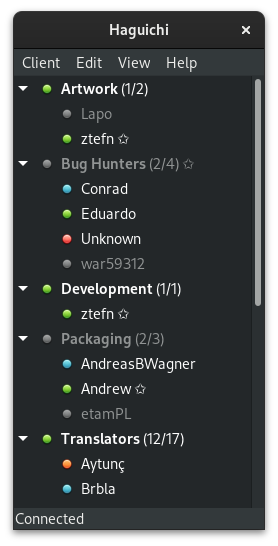 Haguichi ×
Client Edit View Help
Artwork (1/2)
Lapo
ztefn ✩
Bug Hunters (2/4) ✩
Conrad
Eduardo
Unknown
war59312
Development (1/1)
ztefn ✩
Packaging (2/3)
AndreasBWagner
Andrew ✩
etamPL
Translators (12/17)
Aytunç
Brbla
Connected